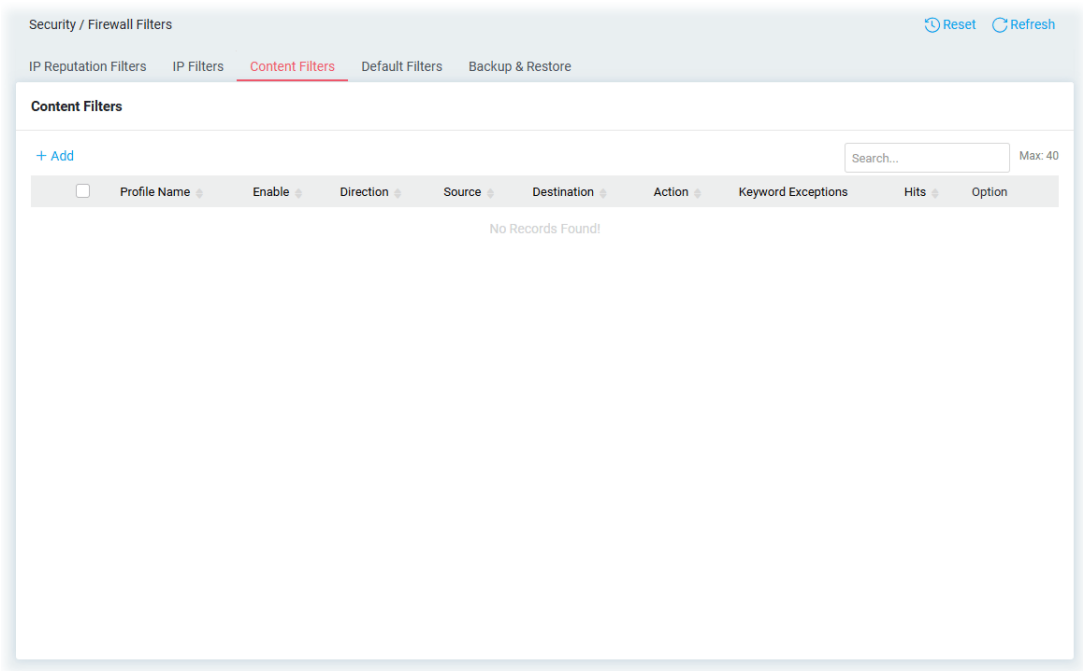 Security / Firewall Filters Reset Refresh
IP Reputation Filters IP Filters Content Filters Default Filters Backup & Restore
Content Filters
+ Add Search... Max: 40
Profile Name Enable Direction Source Destination Action Keyword Exceptions Hits Option
No Records Found!